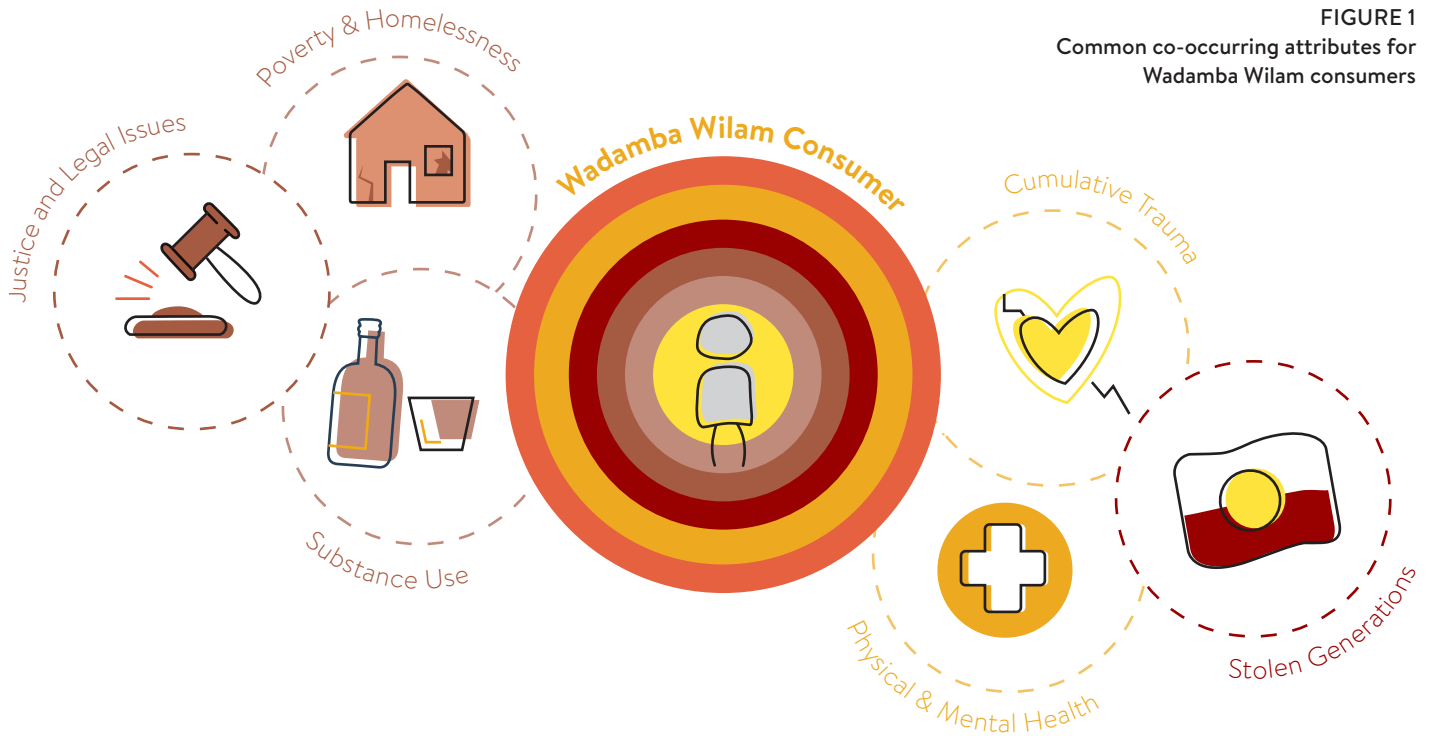 FIGURE 1
Common co-occurring attributes for
Wadamba Wilam consumers
Poverty & Homelessness
Justice and Legal Issues
Substance Use
Wadamba Wilam Consumer
Cumulative Trauma
Stolen Generations
Physical & Mental Health